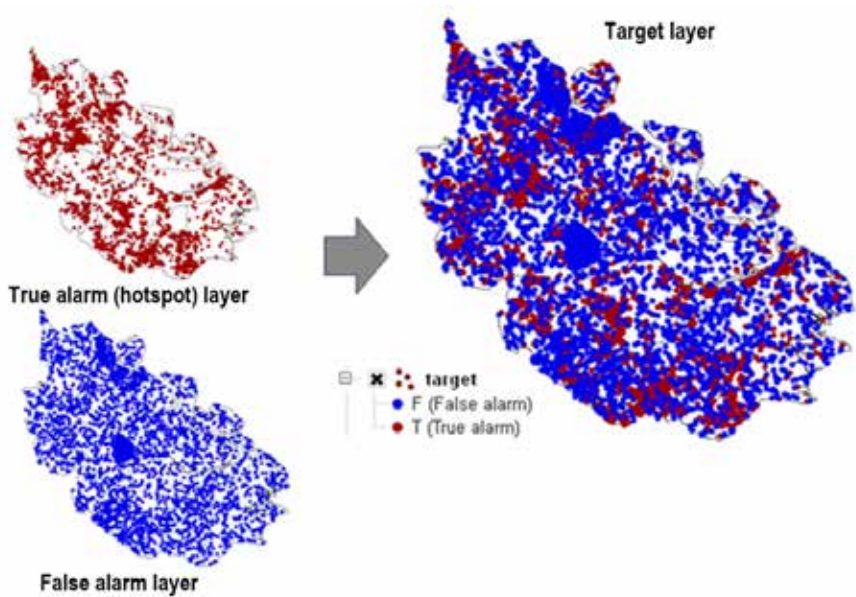 Target layer
True alarm (hotspot) layer
target
F (False alarm)
T (True alarm)
False alarm layer